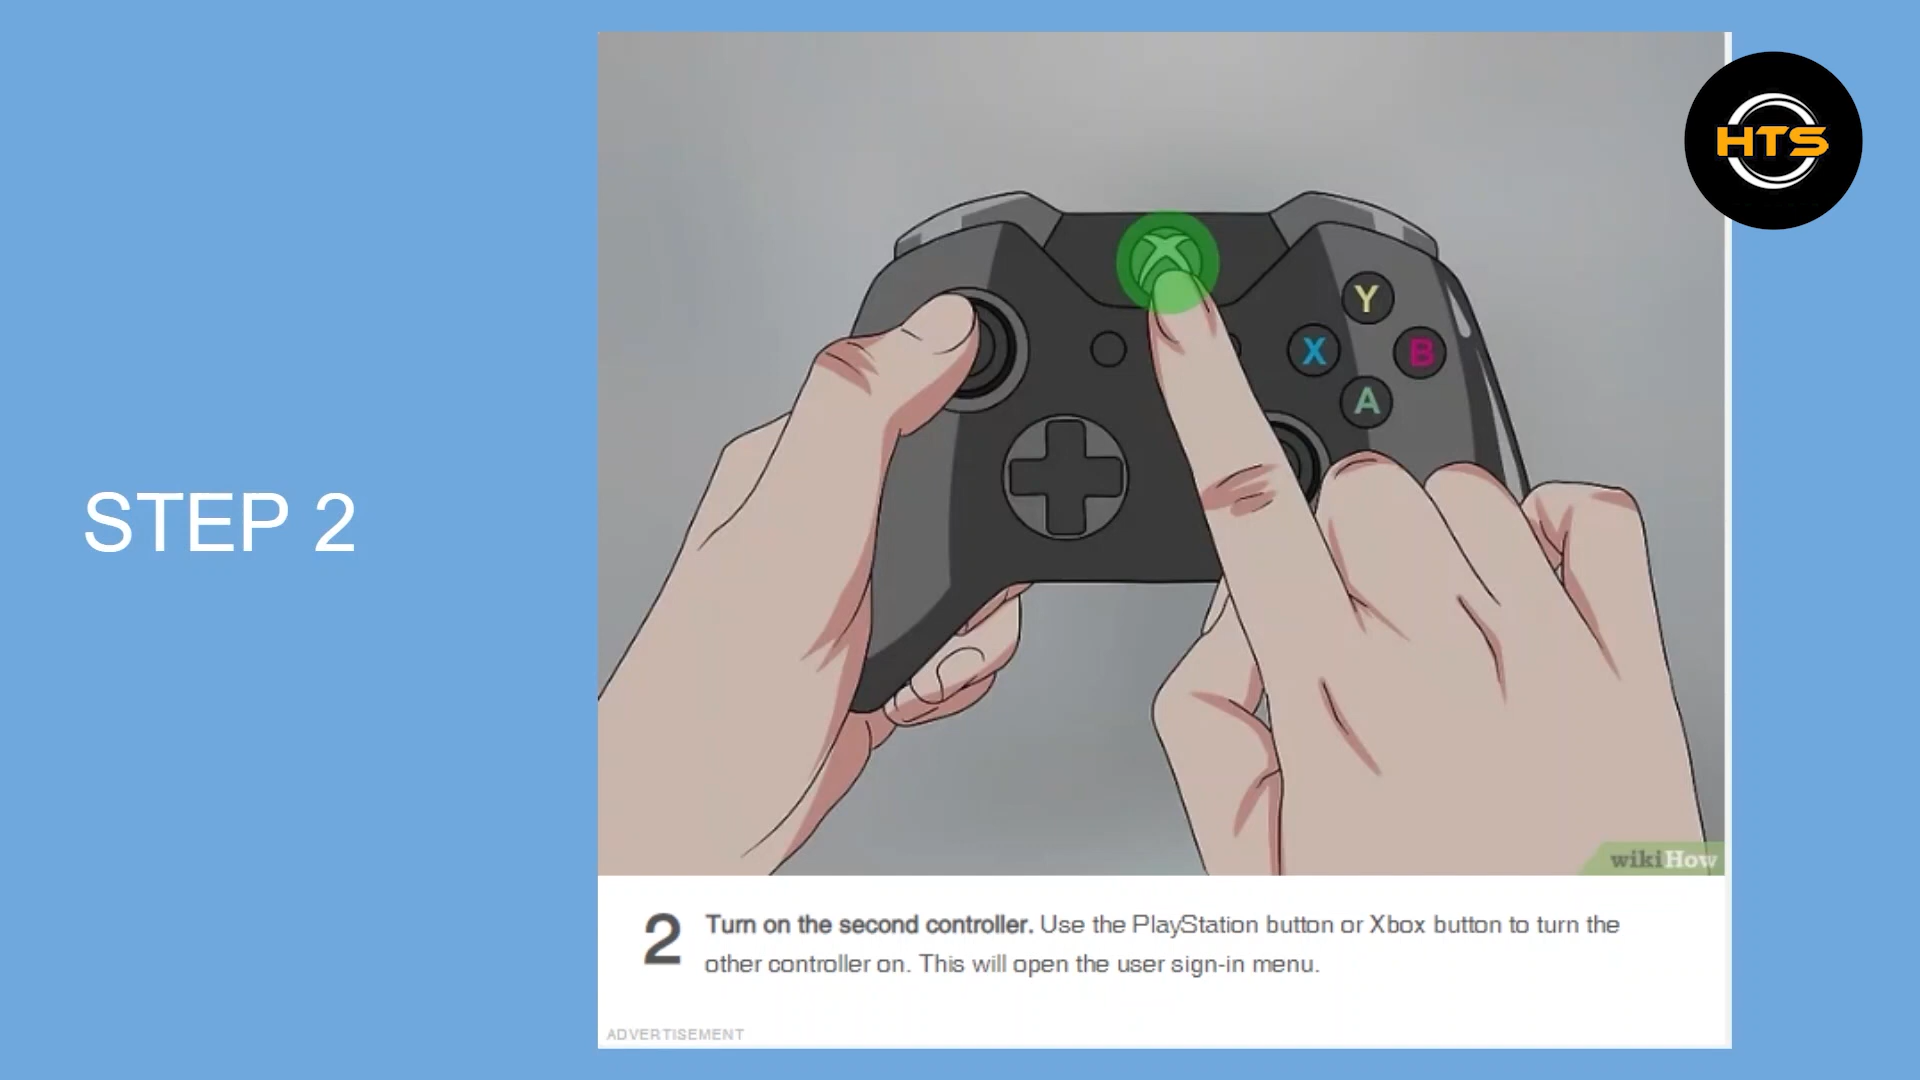 HTS
Y
X
B
A
STEP 2
wikiHow
2
Turn on the second controller. Use the PlayStation button or Xbox button to turn the
other controller on. This will open the user sign-in menu.
ADVERTISEMENT